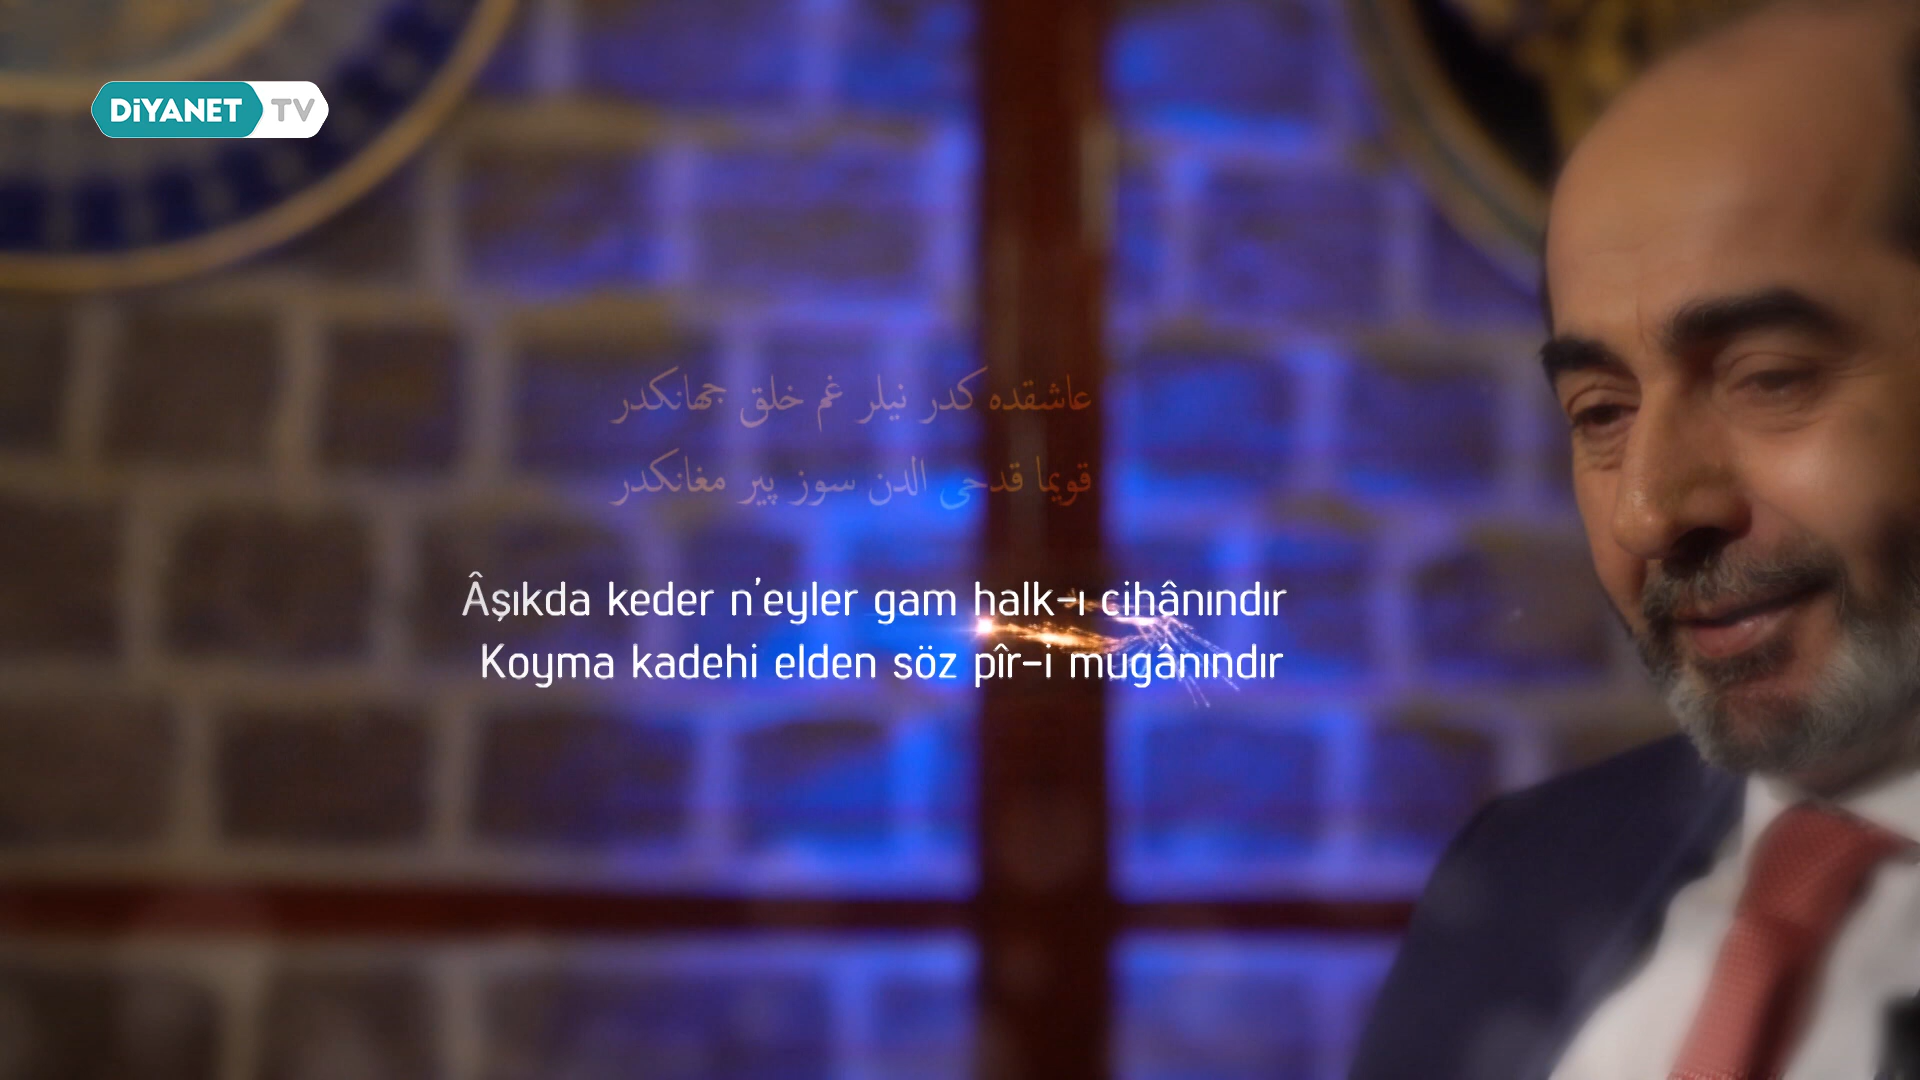 DİYANET TV
عاشقده كدر نيلر غم خلق جهانكدر
قويما قدحى الدن سوز پير مغانكدر
Âşıkda keder n'eyler gam halk-ı cihânındır
Koyma kadehi elden söz pîr-i mugânındır